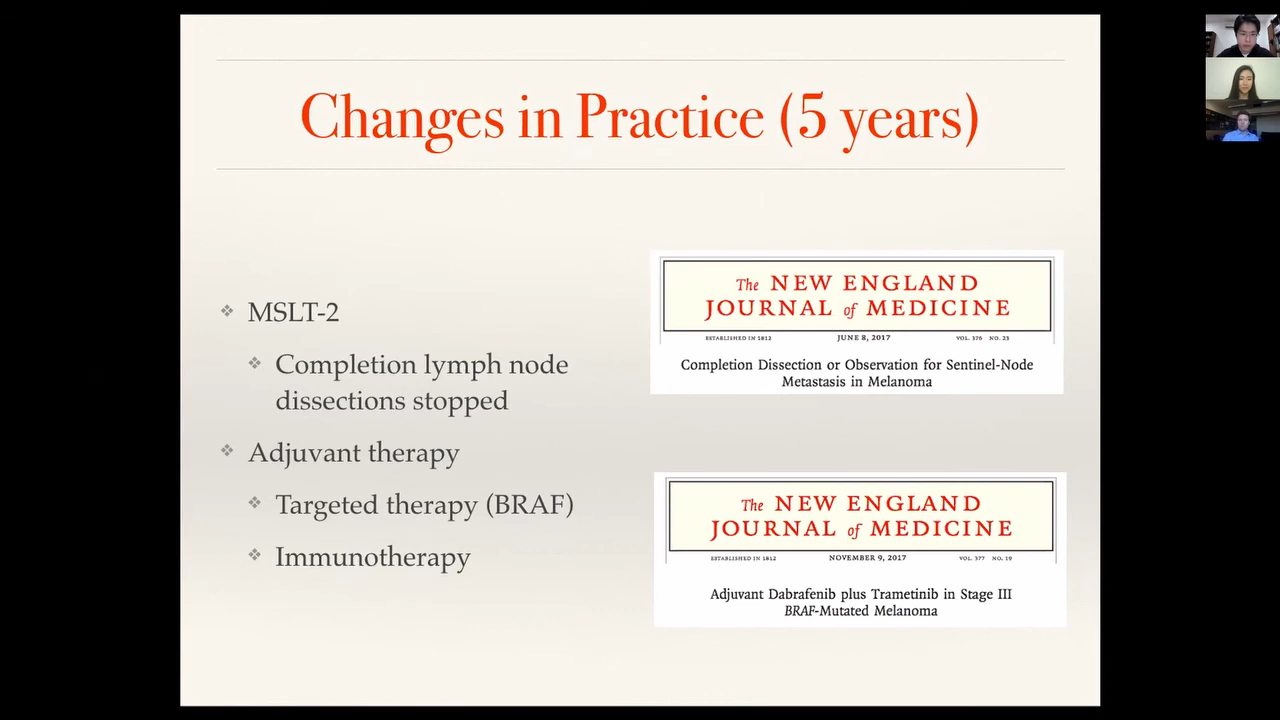 Changes in Practice (5 years)
MSLT-2
Completion lymph node
dissections stopped
Adjuvant therapy
Targeted therapy (BRAF)
Immunotherapy
The NEW ENGLAND
JOURNAL of MEDICINE
ESTABLISHED IN 1812 JUNE 8, 2017 VOL. 376 NO. 23
Completion Dissection or Observation for Sentinel-Node
Metastasis in Melanoma
The NEW ENGLAND
JOURNAL of MEDICINE
ESTABLISHED IN 1812 NOVEMBER 9, 2017 VOL. 377 NO. 19
Adjuvant Dabrafenib plus Trametinib in Stage III
BRAF-Mutated Melanoma